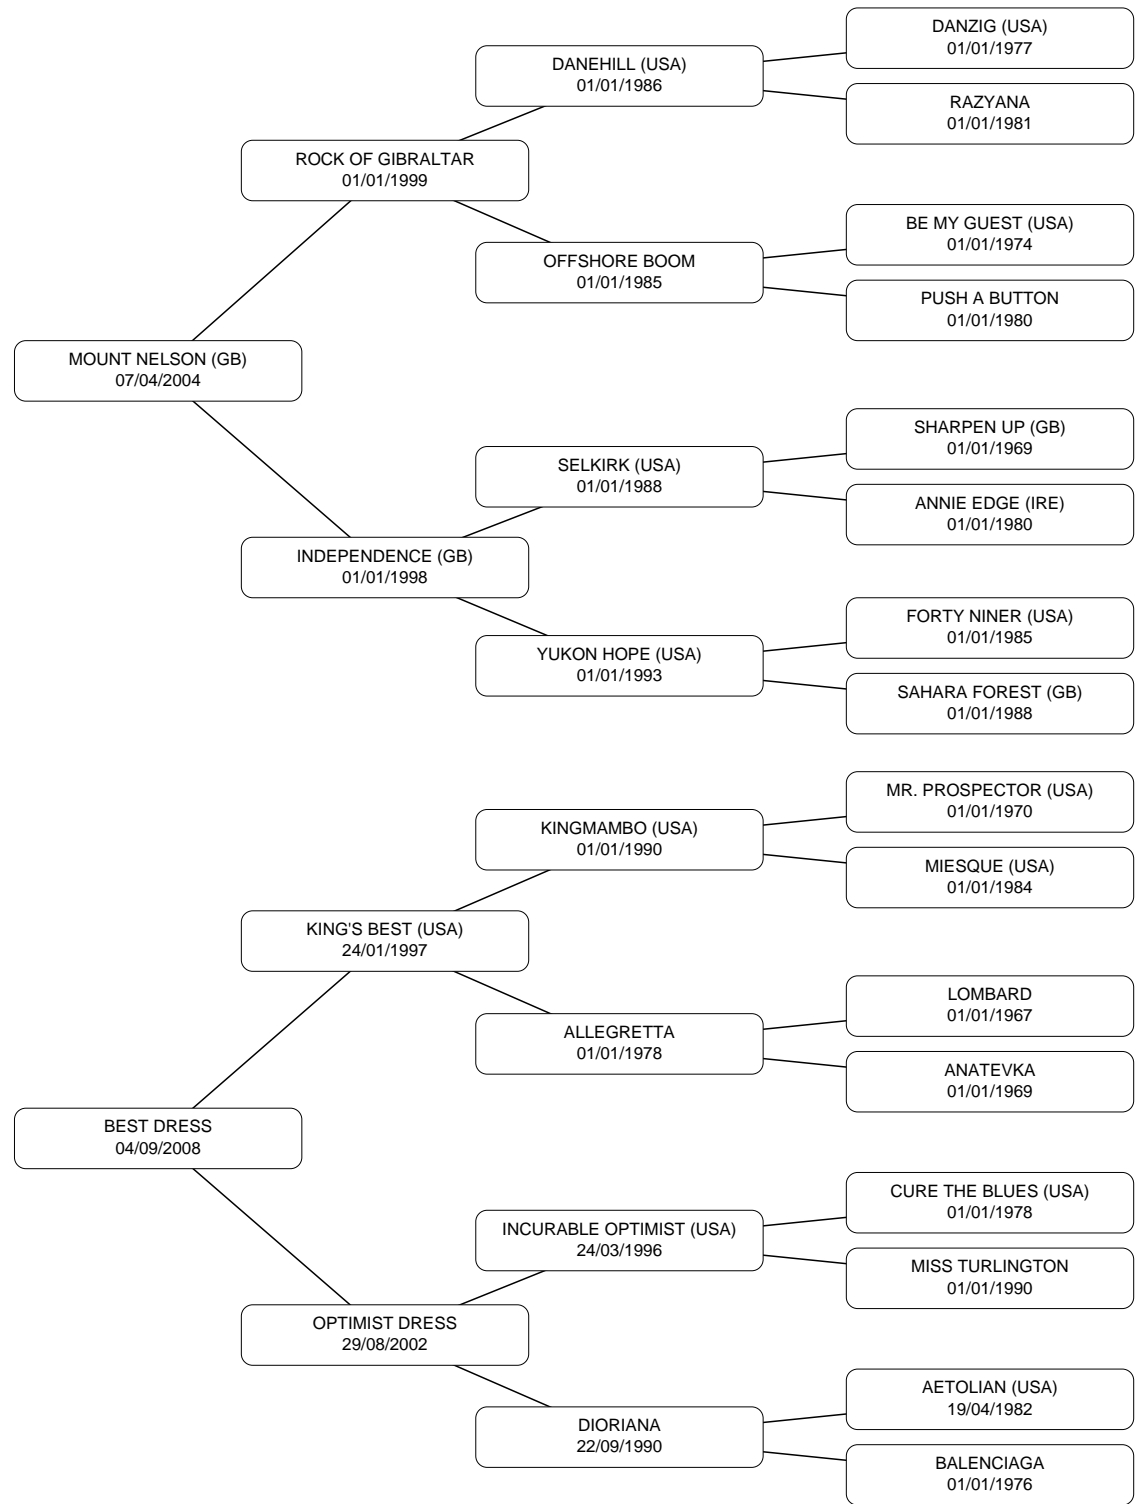 DANZIG (USA)
01/01/1977
DANEHILL (USA)
01/01/1986
RAZYANA
01/01/1981
ROCK OF GIBRALTAR
01/01/1999
BE MY GUEST (USA)
01/01/1974
OFFSHORE BOOM
01/01/1985
PUSH A BUTTON
01/01/1980
MOUNT NELSON (GB)
07/04/2004
SHARPEN UP (GB)
01/01/1969
SELKIRK (USA)
01/01/1988
ANNIE EDGE (IRE)
01/01/1980
INDEPENDENCE (GB)
01/01/1998
FORTY NINER (USA)
01/01/1985
YUKON HOPE (USA)
01/01/1993
SAHARA FOREST (GB)
01/01/1988
MR. PROSPECTOR (USA)
01/01/1970
KINGMAMBO (USA)
01/01/1990
MIESQUE (USA)
01/01/1984
KING'S BEST (USA)
24/01/1997
LOMBARD
01/01/1967
ALLEGRETTA
01/01/1978
ANATEVKA
01/01/1969
BEST DRESS
04/09/2008
CURE THE BLUES (USA)
01/01/1978
INCURABLE OPTIMIST (USA)
24/03/1996
MISS TURLINGTON
01/01/1990
OPTIMIST DRESS
29/08/2002
AETOLIAN (USA)
19/04/1982
DIORIANA
22/09/1990
BALENCIAGA
01/01/1976